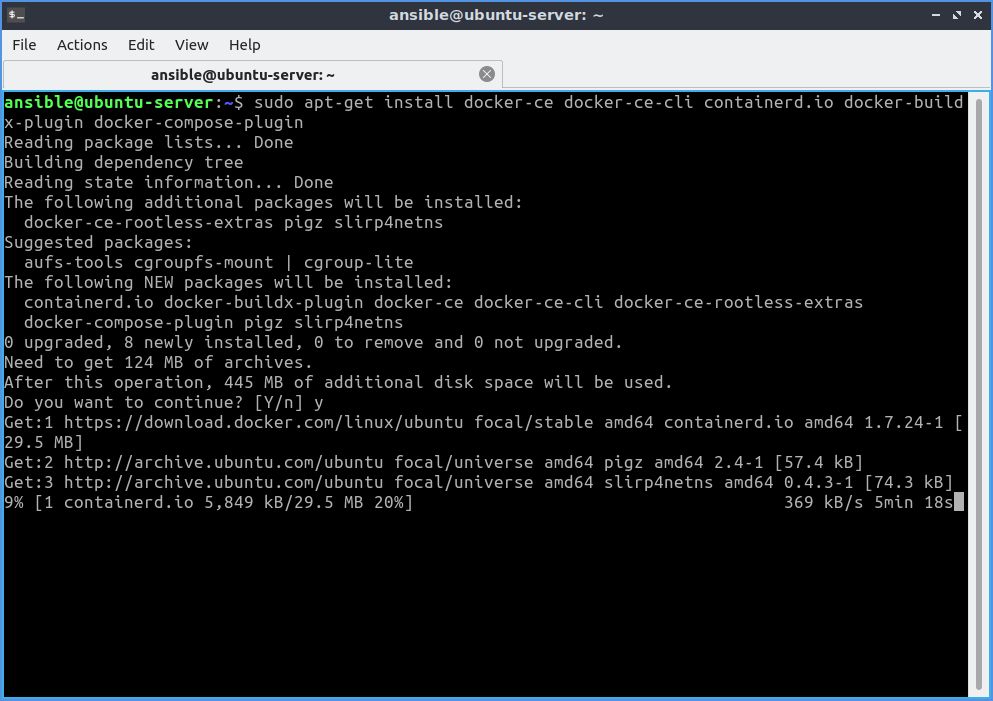 ansible@ubuntu-server: ~
File Actions Edit View Help
ansible@ubuntu-server: ~
ansible@ubuntu-server:~$ sudo apt-get install docker-ce docker-ce-cli containerd.io docker-build
x-plugin docker-compose-plugin
Reading package lists... Done
Building dependency tree
Reading state information... Done
The following additional packages will be installed:
  docker-ce-rootless-extras pigz slirp4netns
Suggested packages:
  aufs-tools cgroupfs-mount | cgroup-lite
The following NEW packages will be installed:
  containerd.io docker-buildx-plugin docker-ce docker-ce-cli docker-ce-rootless-extras
  docker-compose-plugin pigz slirp4netns
0 upgraded, 8 newly installed, 0 to remove and 0 not upgraded.
Need to get 124 MB of archives.
After this operation, 445 MB of additional disk space will be used.
Do you want to continue? [Y/n] y
Get:1 https://download.docker.com/linux/ubuntu focal/stable amd64 containerd.io amd64 1.7.24-1 [
29.5 MB]
Get:2 http://archive.ubuntu.com/ubuntu focal/universe amd64 pigz amd64 2.4-1 [57.4 kB]
Get:3 http://archive.ubuntu.com/ubuntu focal/universe amd64 slirp4netns amd64 0.4.3-1 [74.3 kB]
9% [1 containerd.io 5,849 kB/29.5 MB 20%] 369 kB/s 5min 18s